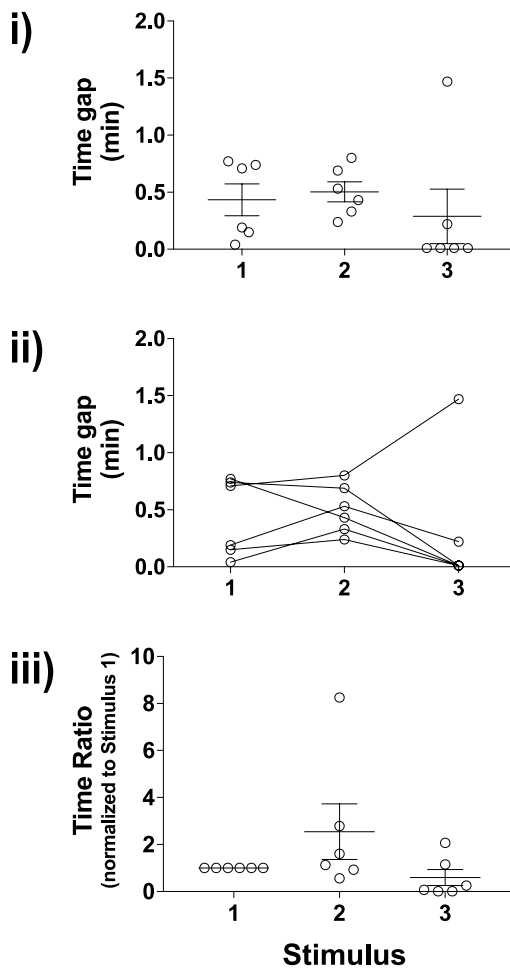 i)
Time gap
(min)
2.0
1.5
1.0
0.5
0.0
1 2 3
ii)
Time gap
(min)
2.0
1.5
1.0
0.5
0.0
1 2 3
iii)
Time Ratio
(normalized to Stimulus 1)
10
8
6
4
2
0
1 2 3
Stimulus